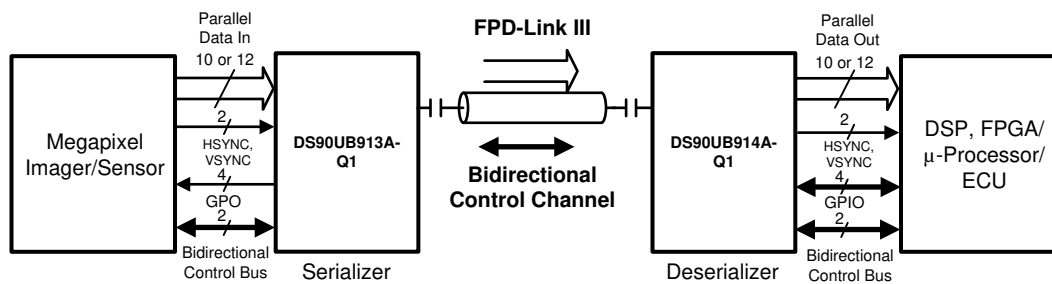 Parallel
Data In
10 or 12
2
HSYNC,
VSYNC
4
GPO
2
Bidirectional
Control Bus
Megapixel
Imager/Sensor
DS90UB913A-
Q1
Serializer
FPD-Link III
Bidirectional
Control Channel
DS90UB914A-
Q1
Deserializer
Parallel
Data Out
10 or 12
2
HSYNC,
VSYNC
4
GPIO
2
Bidirectional
Control Bus
DSP, FPGA/
µ-Processor/
ECU